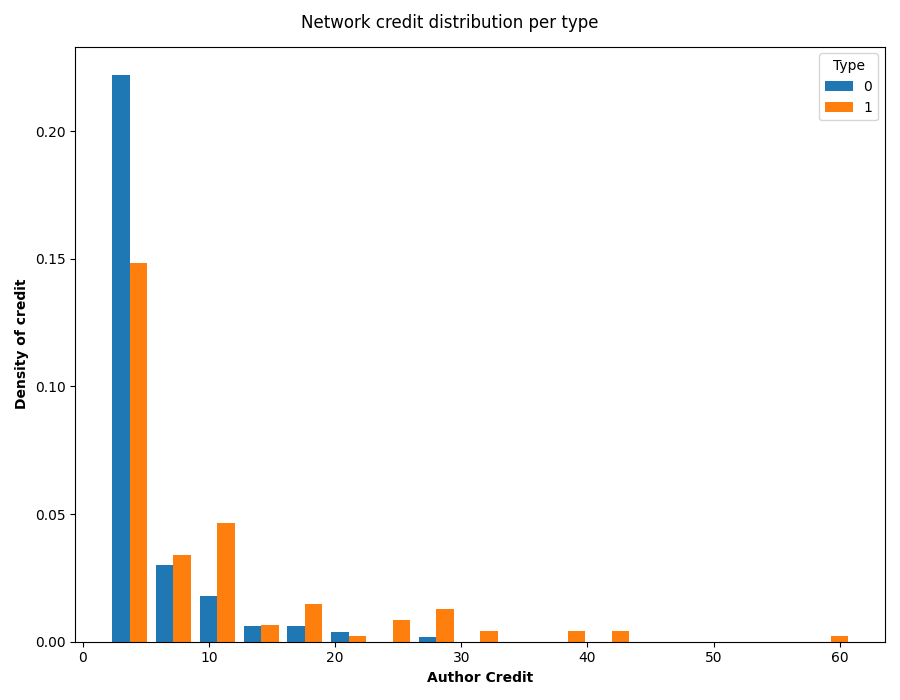 Network credit distribution per type
Type
0
1
0.20
0.15
0.10
0.05
0.00
Density of credit
0 10 20 30 40 50 60
Author Credit